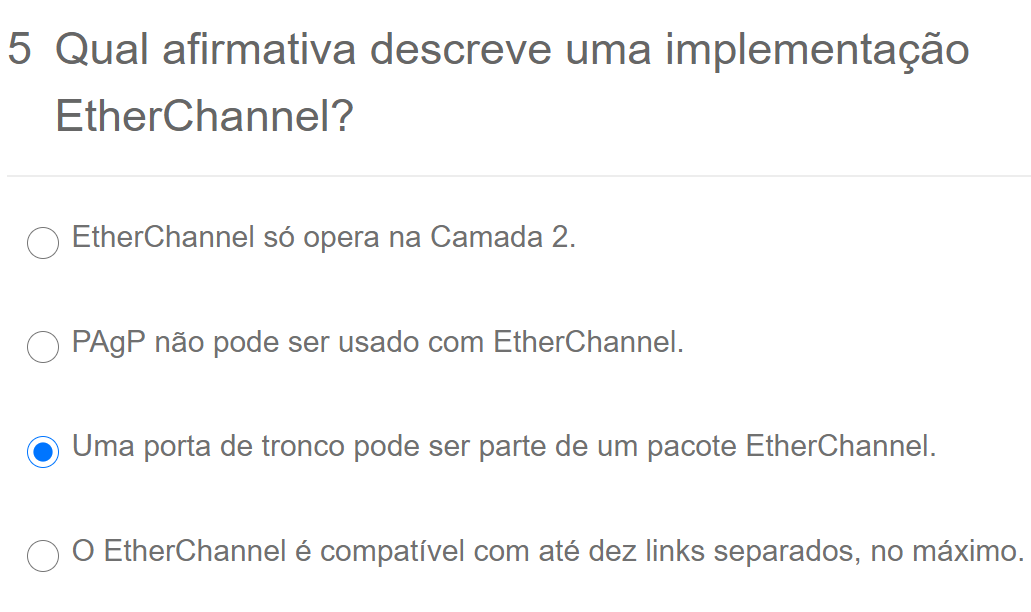 5 Qual afirmativa descreve uma implementação
EtherChannel?
EtherChannel só opera na Camada 2.
PAgP não pode ser usado com EtherChannel.
Uma porta de tronco pode ser parte de um pacote EtherChannel.
O EtherChannel é compatível com até dez links separados, no máximo.